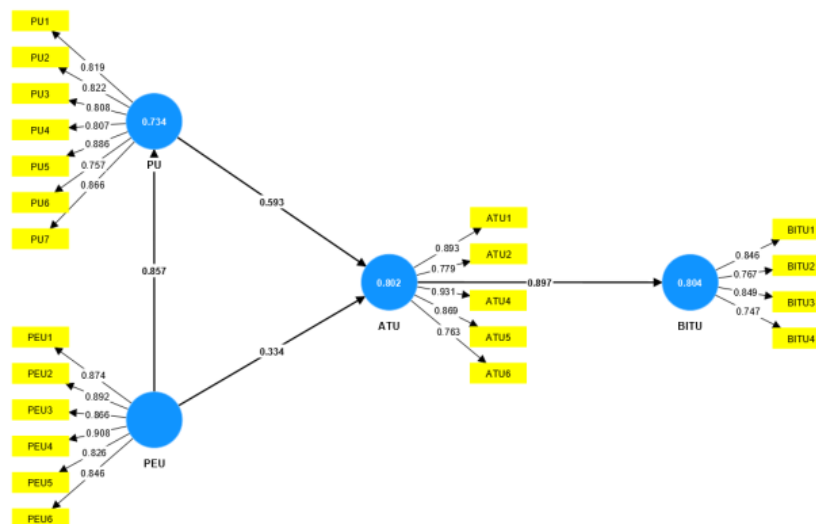 PU1
PU2
PU3
PU4
PU5
PU6
PU7
0.819
0.822
0.808
0.807
0.886
0.757
0.866
0.734
PU
0.593
0.857
0.334
PEU1
PEU2
PEU3
PEU4
PEU5
PEU6
0.874
0.892
0.866
0.908
0.826
0.846
PEU
0.802
ATU
0.893
0.779
0.931
0.869
0.763
ATU1
ATU2
ATU4
ATU5
ATU6
0.897
0.804
BITU
0.846
0.767
0.849
0.747
BITU1
BITU2
BITU3
BITU4